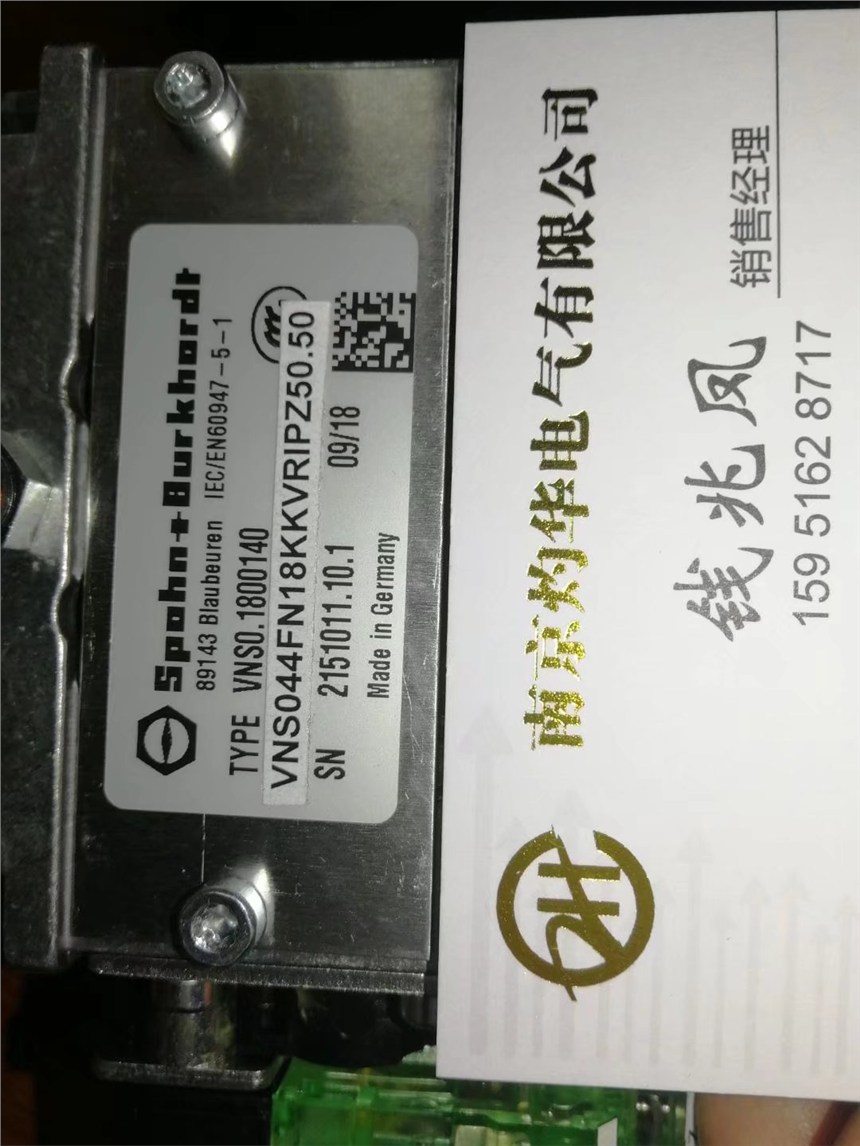 Spohn+Burkhardt
89143 Blaubeuren IEC/EN60947-5-1
TYPE VNS0.1800140
VNS044FN18KKVRIPZ50.50
SN 2151011.10.1 09/18
Made in Germany
南京灼华电气有限公司
钱兆凤 销售经理
159 5162 8717